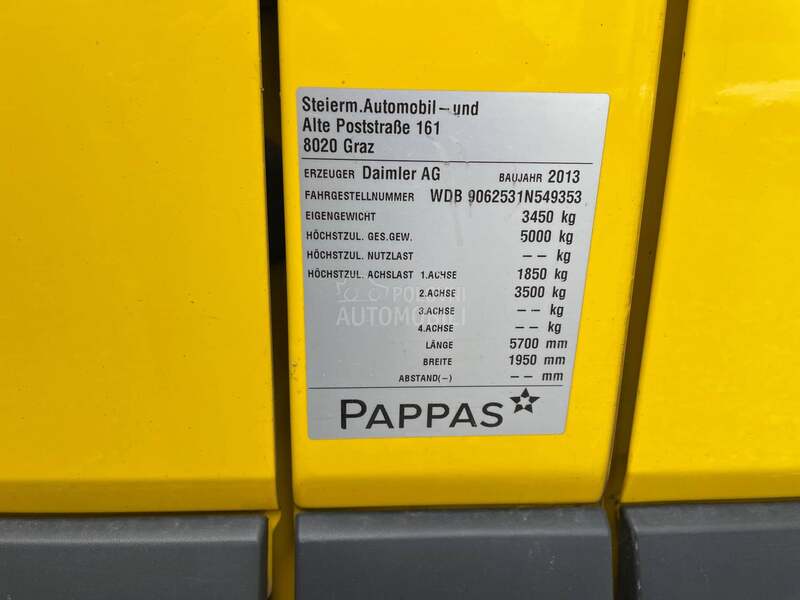 Steierm.Automobil-und
Alte Poststraße 161
8020 Graz
ERZEUGER Daimler AG BAUJAHR 2013
FAHRGESTELLNUMMER WDB 9062531N549353
EIGENGEWICHT 3450 kg
HÖCHSTZUL. GES.GEW. 5000 kg
HÖCHSTZUL. NUTZLAST -- kg
HÖCHSTZUL. ACHSLAST 1.ACHSE 1850 kg
2.ACHSE 3500 kg
3.ACHSE -- kg
4.ACHSE -- kg
LÄNGE 5700 mm
BREITE 1950 mm
ABSTAND(-) -- mm
POLOVNI
AUTOMOBILI
PAPPAS